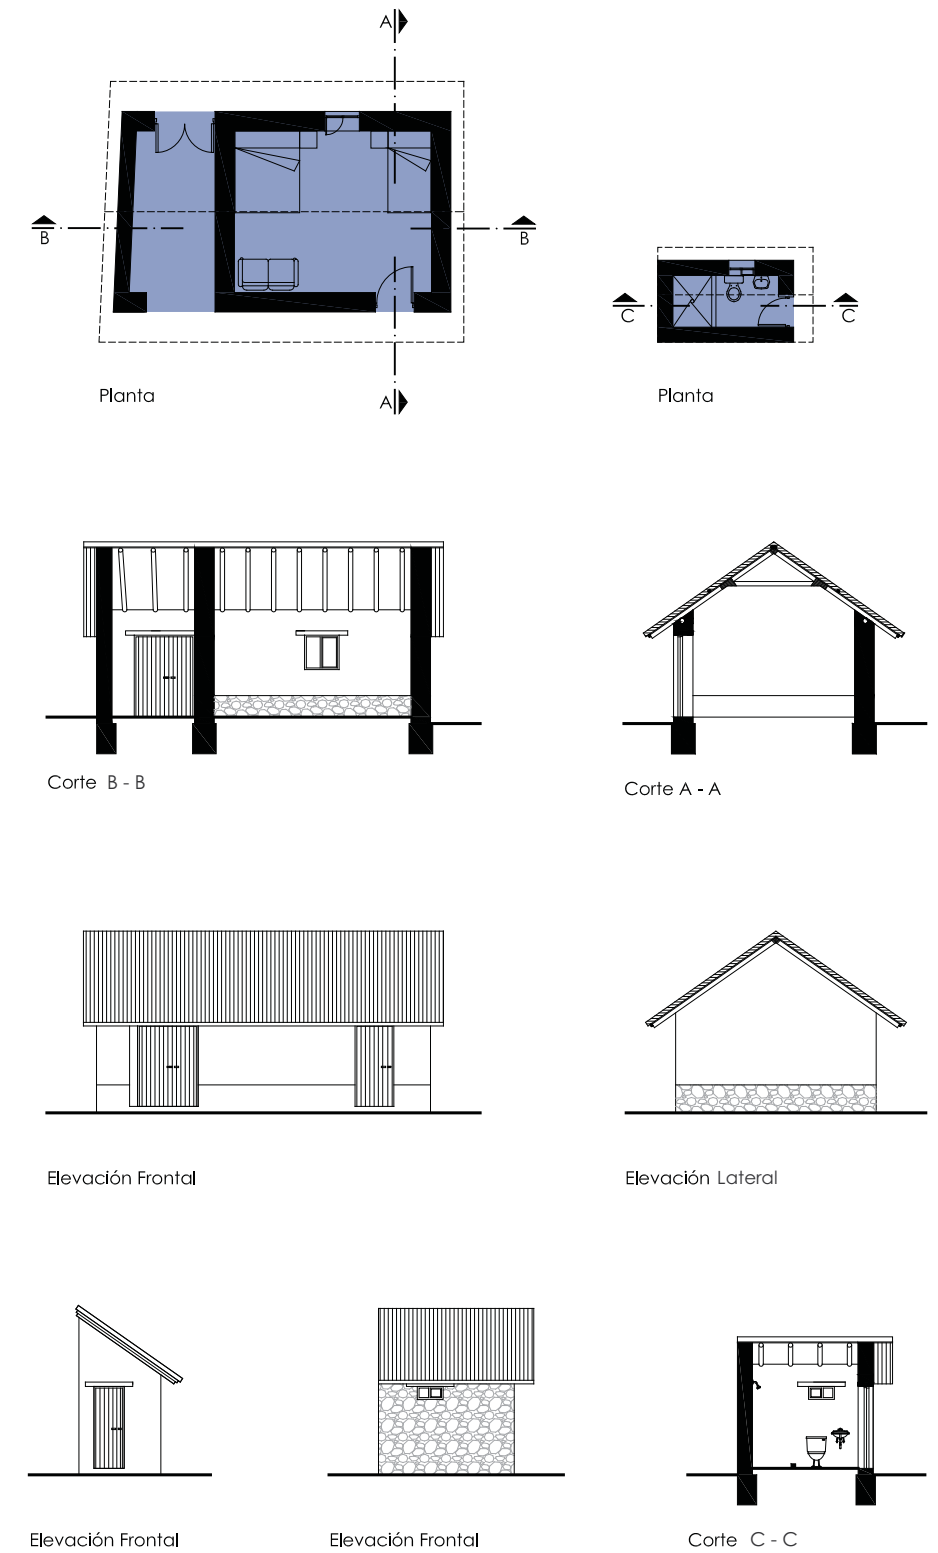 A
B
B
C
C
Planta
Planta
A
Corte B - B
Corte A - A
Elevación Frontal
Elevación Lateral
Elevación Frontal
Elevación Frontal
Corte C - C